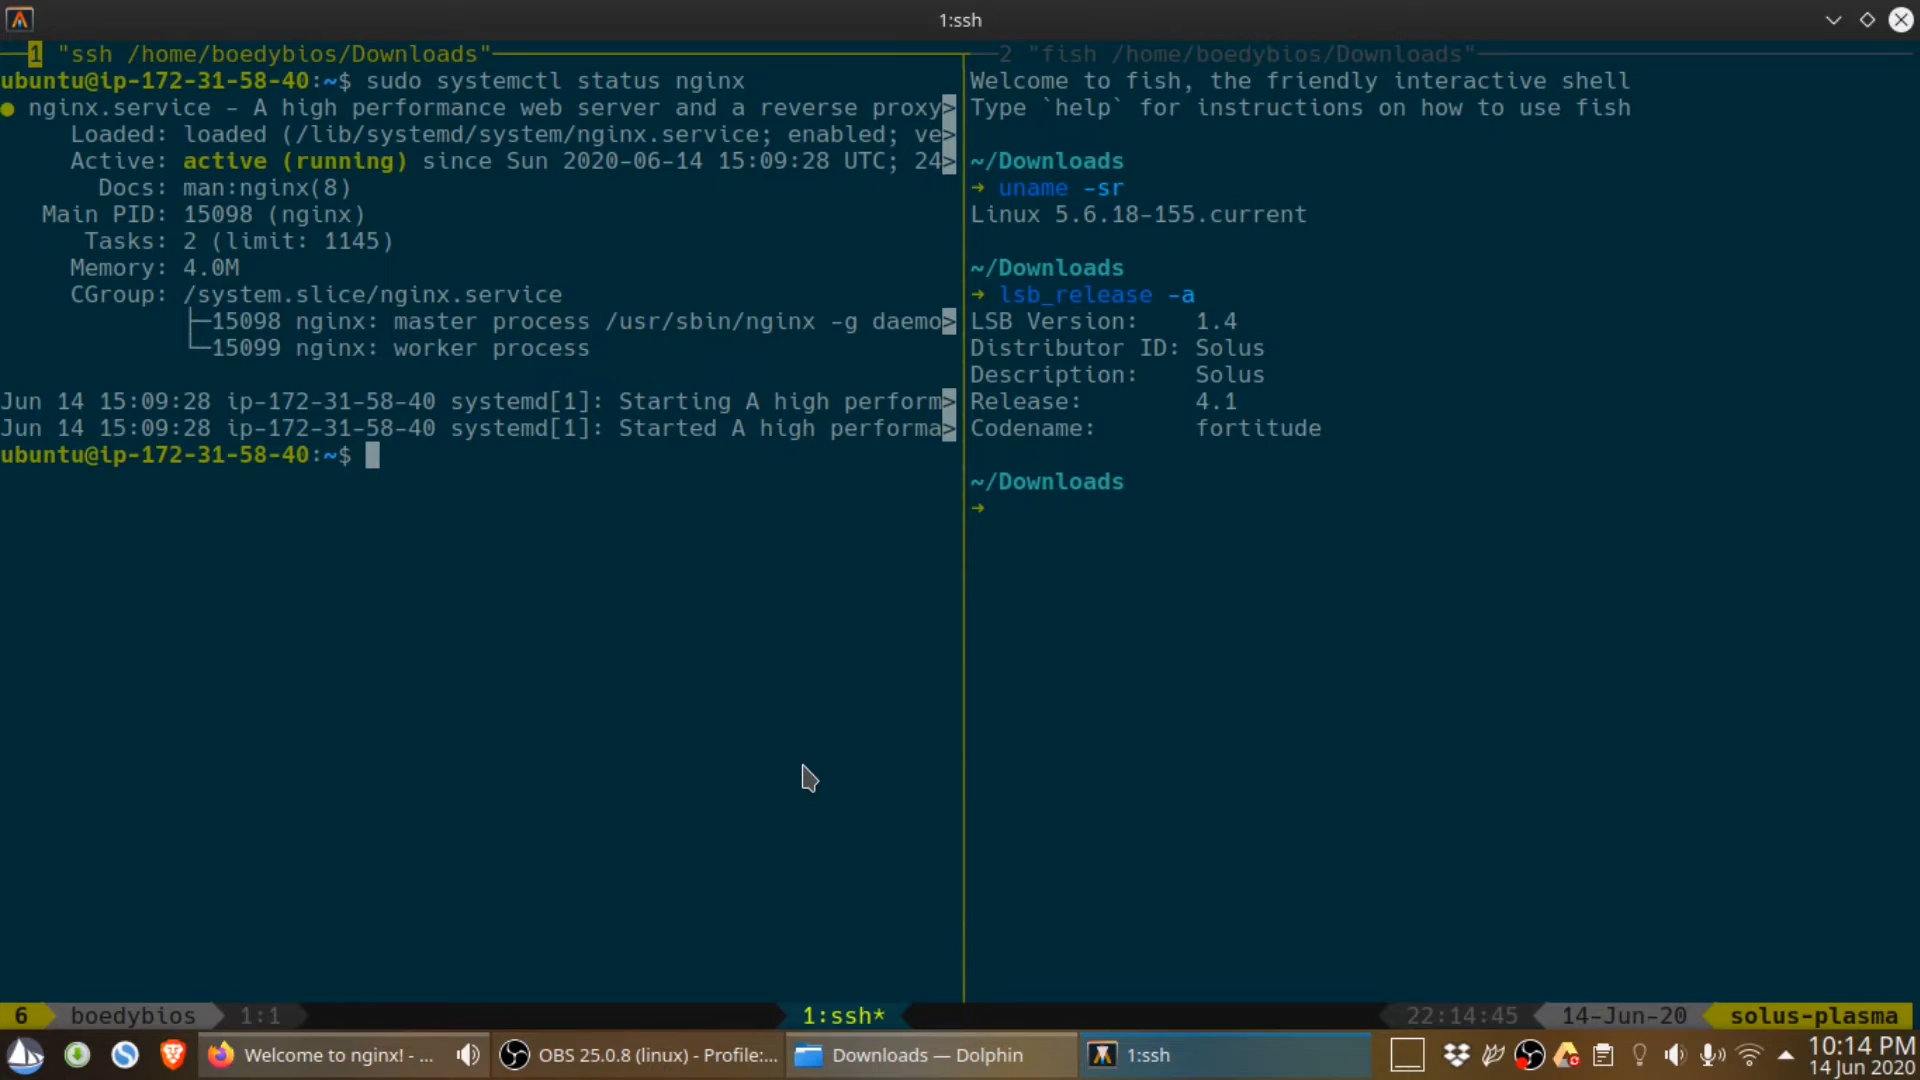 1:ssh
1 "ssh /home/boedybios/Downloads"
ubuntu@ip-172-31-58-40:~$ sudo systemctl status nginx
● nginx.service - A high performance web server and a reverse proxy>
Loaded: loaded (/lib/systemd/system/nginx.service; enabled; ve>
Active: active (running) since Sun 2020-06-14 15:09:28 UTC; 24>
Docs: man:nginx(8)
Main PID: 15098 (nginx)
Tasks: 2 (limit: 1145)
Memory: 4.0M
CGroup: /system.slice/nginx.service
├─15098 nginx: master process /usr/sbin/nginx -g daemo>
└─15099 nginx: worker process
Jun 14 15:09:28 ip-172-31-58-40 systemd[1]: Starting A high perform>
Jun 14 15:09:28 ip-172-31-58-40 systemd[1]: Started A high performa>
ubuntu@ip-172-31-58-40:~$
2 "fish /home/boedybios/Downloads"
Welcome to fish, the friendly interactive shell
Type `help` for instructions on how to use fish
~/Downloads
→ uname -sr
Linux 5.6.18-155.current
~/Downloads
→ lsb_release -a
LSB Version: 1.4
Distributor ID: Solus
Description: Solus
Release: 4.1
Codename: fortitude
~/Downloads
→
6 boedybios 1:1 1:ssh* 22:14:45 14-Jun-20 solus-plasma
Welcome to nginx! - ... OBS 25.0.8 (linux) - Profile:... Downloads — Dolphin 1:ssh 10:14 PM
14 Jun 2020